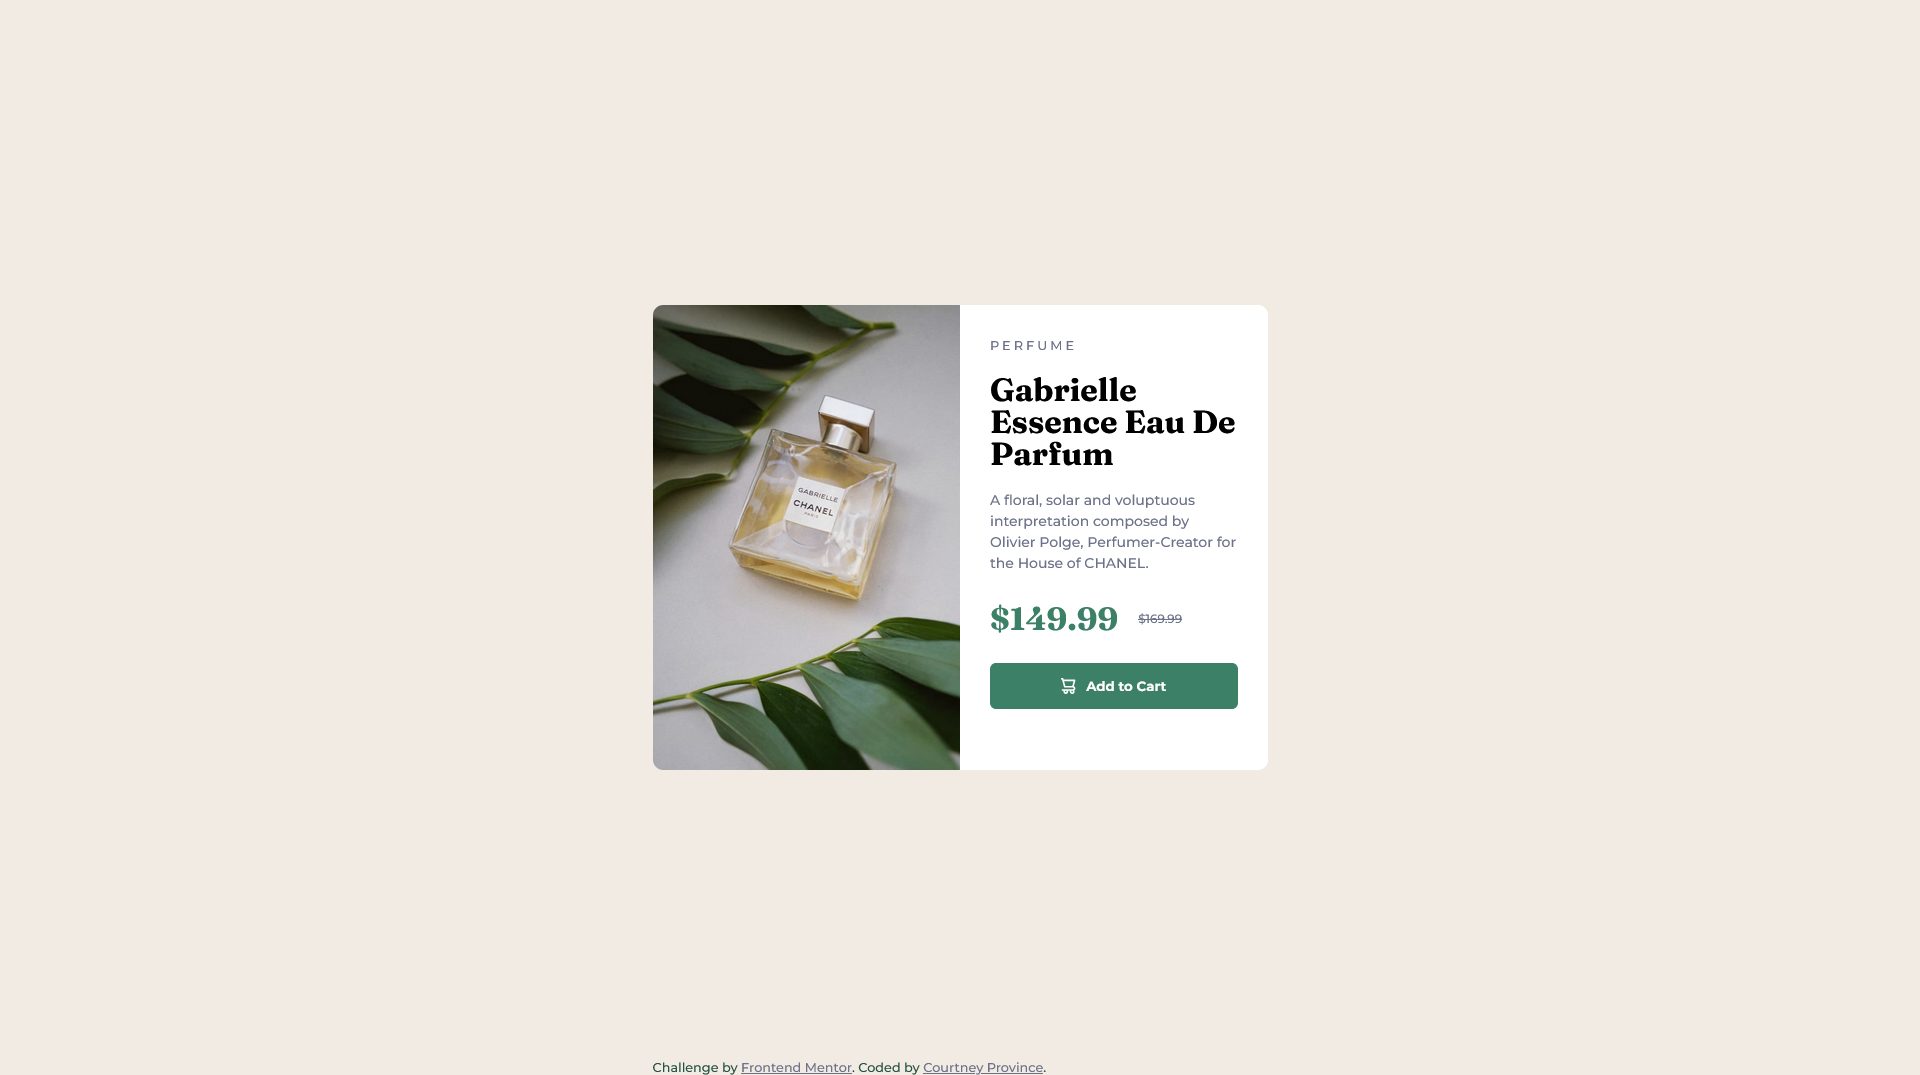 GABRIELLE
CHANEL
PARIS
PERFUME
Gabrielle
Essence Eau De
Parfum
A floral, solar and voluptuous
interpretation composed by
Olivier Polge, Perfumer-Creator for
the House of CHANEL.
$149.99 $169.99
Add to Cart
Challenge by Frontend Mentor. Coded by Courtney Province.